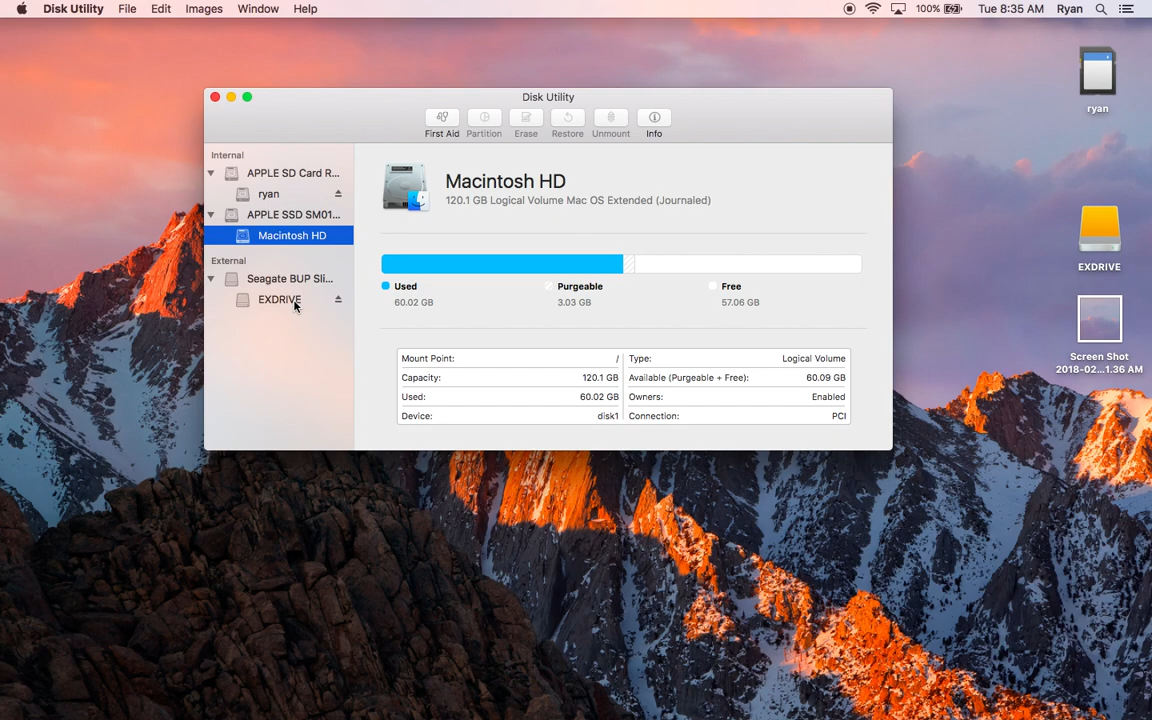 Disk Utility File Edit Images Window Help 100% Tue 8:35 AM Ryan
ryan
EXDRIVE
Screen Shot
2018-02...1.36 AM
Disk Utility
First Aid Partition Erase Restore Unmount Info
Internal
APPLE SD Card R...
ryan
APPLE SSD SM01...
Macintosh HD
External
Seagate BUP Sli...
EXDRIVE
Macintosh HD
120.1 GB Logical Volume Mac OS Extended (Journaled)
Used Purgeable Free
60.02 GB 3.03 GB 57.06 GB
Mount Point: / Type: Logical Volume
Capacity: 120.1 GB Available (Purgeable + Free): 60.09 GB
Used: 60.02 GB Owners: Enabled
Device: disk1 Connection: PCI